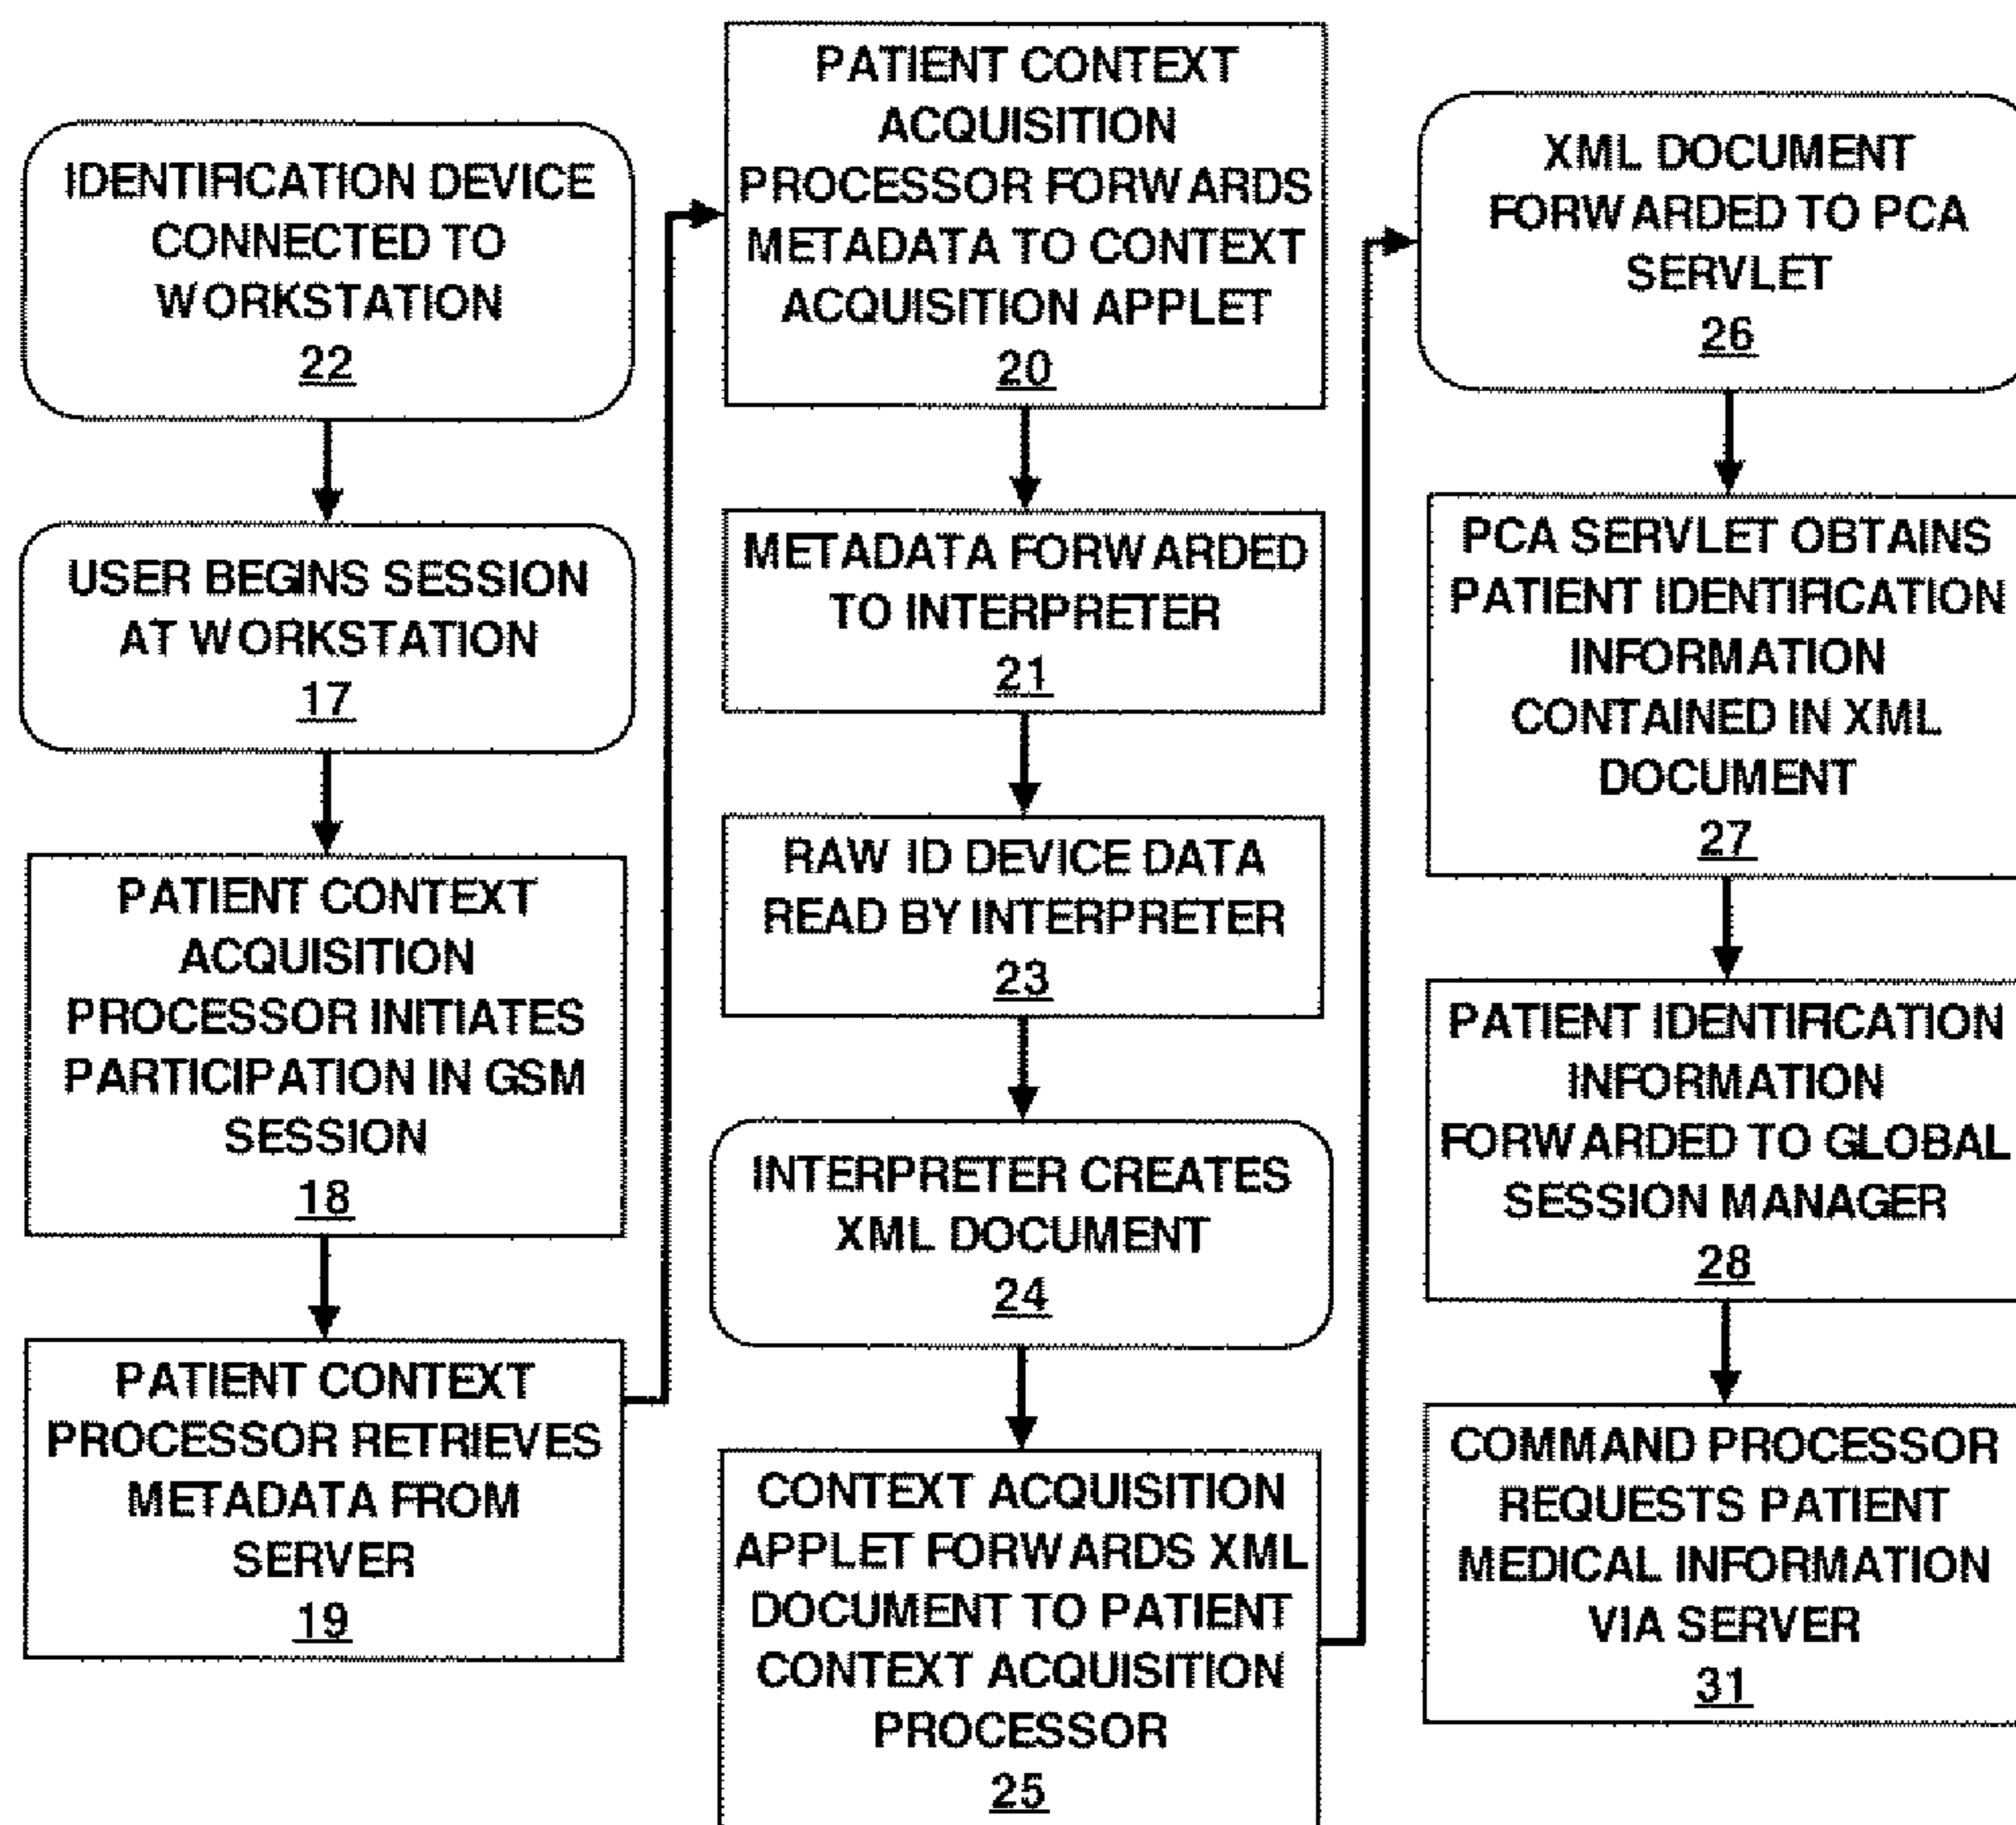 IDENTIFICATION DEVICE
CONNECTED TO
WORKSTATION
22
USER BEGINS SESSION
AT WORKSTATION
17
PATIENT CONTEXT
ACQUISITION
PROCESSOR INITIATES
PARTICIPATION IN GSM
SESSION
18
PATIENT CONTEXT
PROCESSOR RETRIEVES
METADATA FROM
SERVER
19
PATIENT CONTEXT
ACQUISITION
PROCESSOR FORWARDS
METADATA TO CONTEXT
ACQUISITION APPLET
20
METADATA FORWARDED
TO INTERPRETER
21
RAW ID DEVICE DATA
READ BY INTERPRETER
23
INTERPRETER CREATES
XML DOCUMENT
24
CONTEXT ACQUISITION
APPLET FORWARDS XML
DOCUMENT TO PATIENT
CONTEXT ACQUISITION
PROCESSOR
25
XML DOCUMENT
FORWARDED TO PCA
SERVLET
26
PCA SERVLET OBTAINS
PATIENT IDENTIFICATION
INFORMATION
CONTAINED IN XML
DOCUMENT
27
PATIENT IDENTIFICATION
INFORMATION
FORWARDED TO GLOBAL
SESSION MANAGER
28
COMMAND PROCESSOR
REQUESTS PATIENT
MEDICAL INFORMATION
VIA SERVER
31